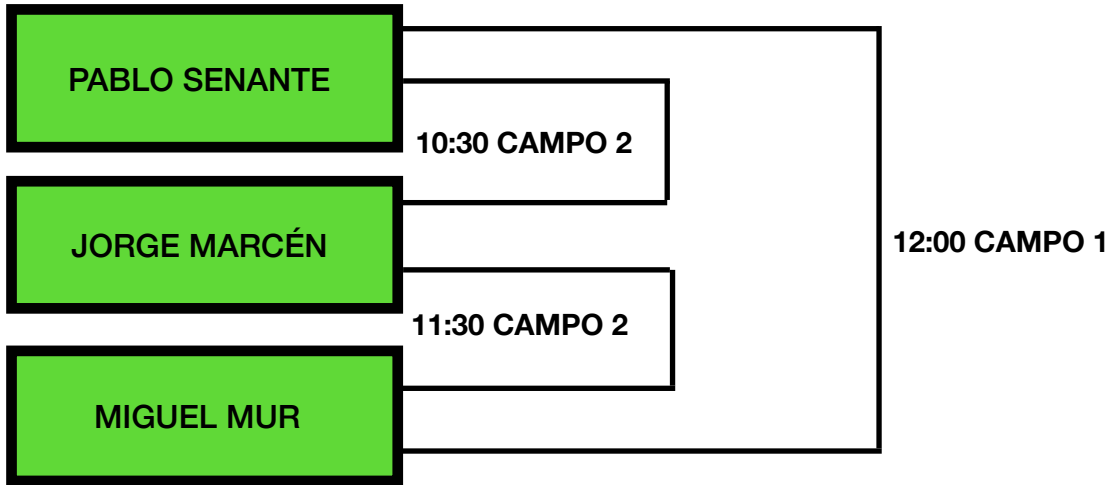 PABLO SENANTE
10:30 CAMPO 2
JORGE MARCÉN
12:00 CAMPO 1
11:30 CAMPO 2
MIGUEL MUR